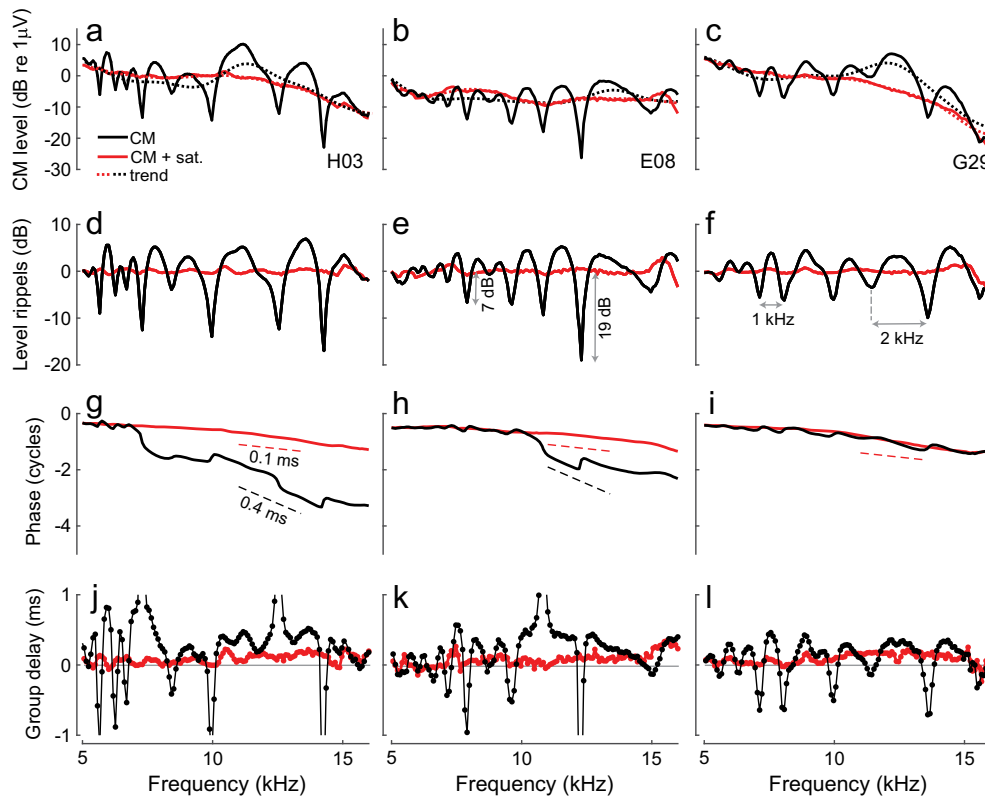 a
b
c
CM level (dB re 1μV)
10
0
-10
-20
-30
CM
CM + sat.
trend
H03
E08
G29
d
e
f
Level rippels (dB)
10
0
-10
-20
7 dB
19 dB
1 kHz
2 kHz
g
h
i
Phase (cycles)
0
-2
-4
0.1 ms
0.4 ms
j
k
l
Group delay (ms)
1
0
-1
5 10 15
5 10 15
5 10 15
Frequency (kHz)
Frequency (kHz)
Frequency (kHz)